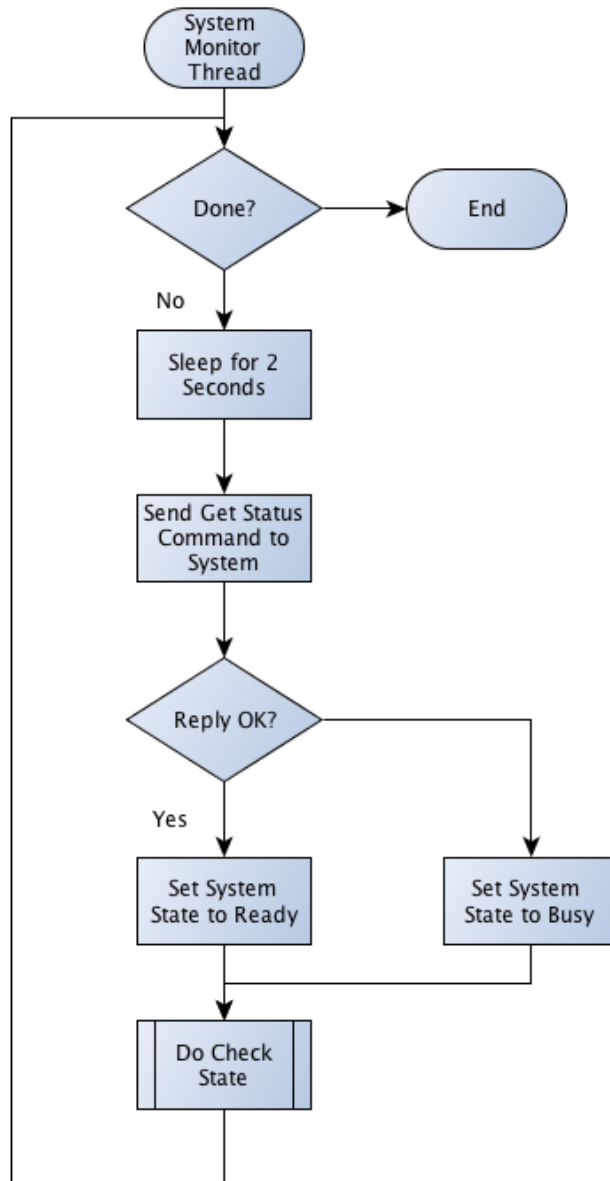 System
Monitor
Thread
Done?
End
No
Sleep for 2
Seconds
Send Get Status
Command to
System
Reply OK?
Yes
Set System
State to Ready
Set System
State to Busy
Do Check
State